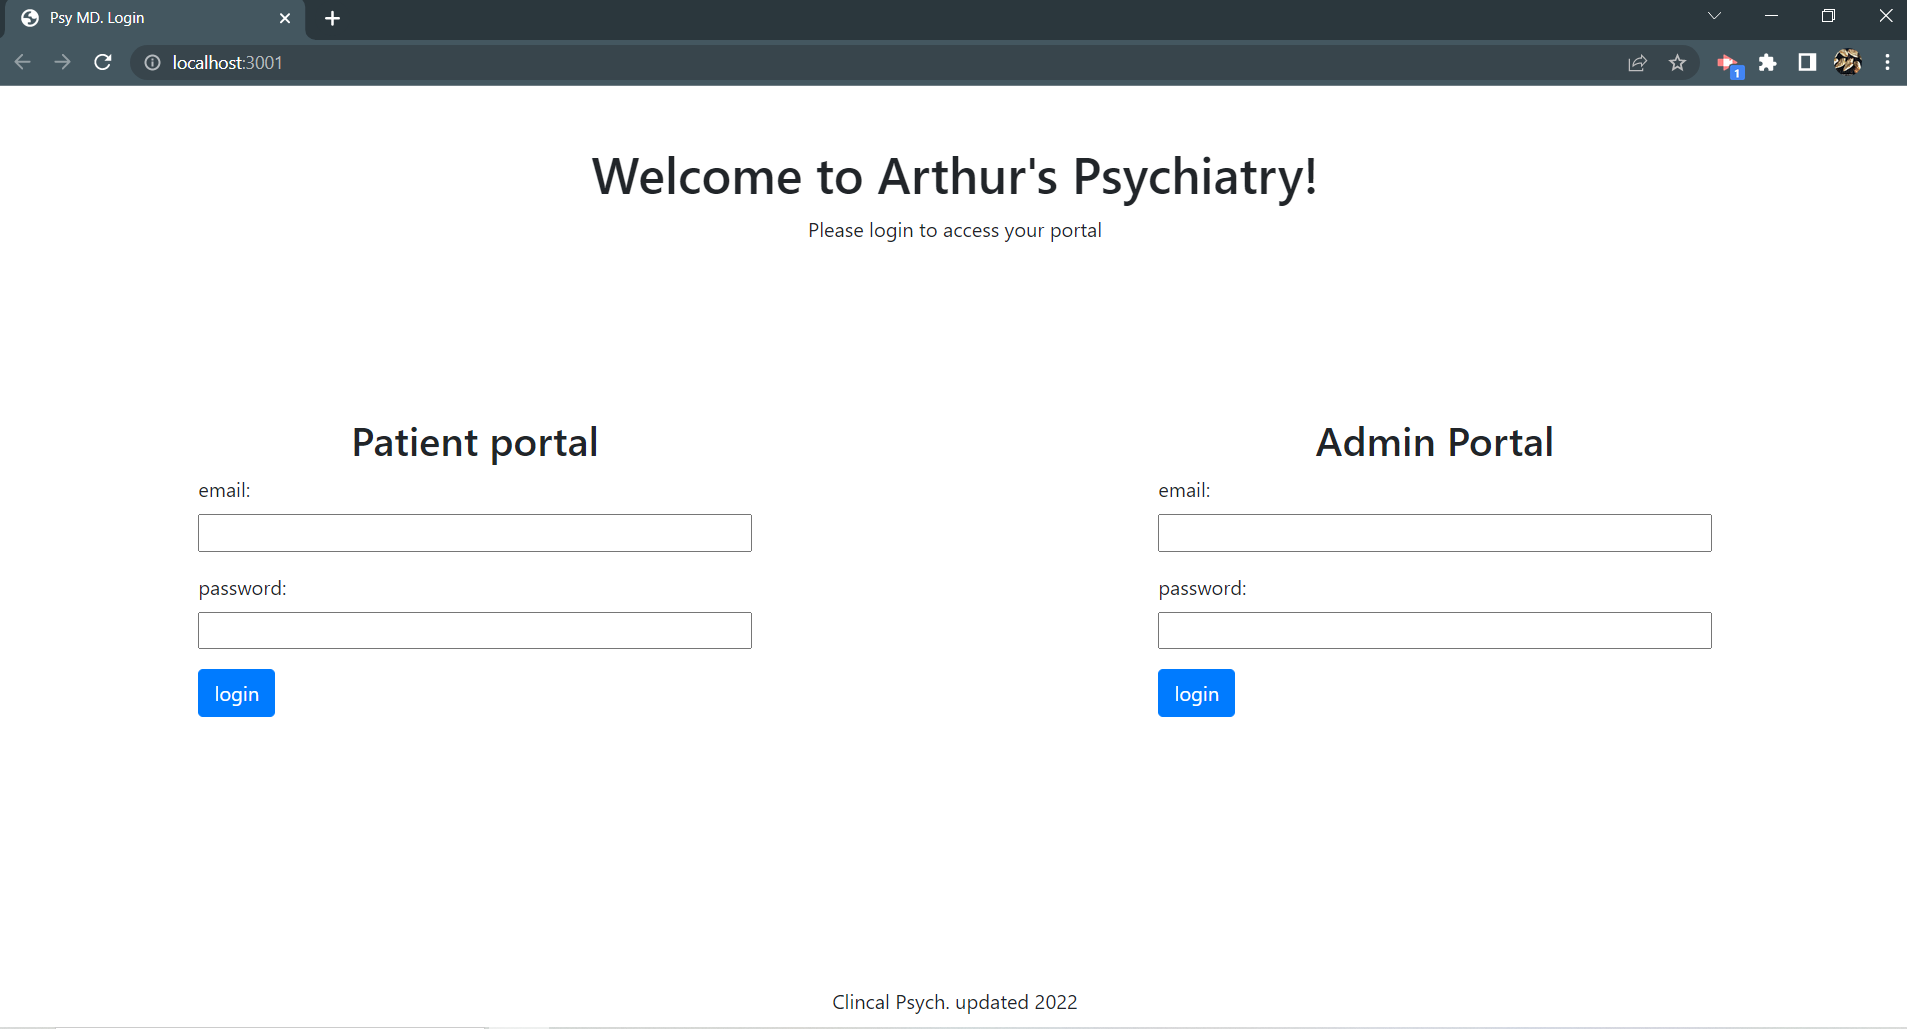 Psy MD. Login
localhost:3001
1
Welcome to Arthur's Psychiatry!
Please login to access your portal
Patient portal
email:
password:
login
Admin Portal
email:
password:
login
Clincal Psych. updated 2022